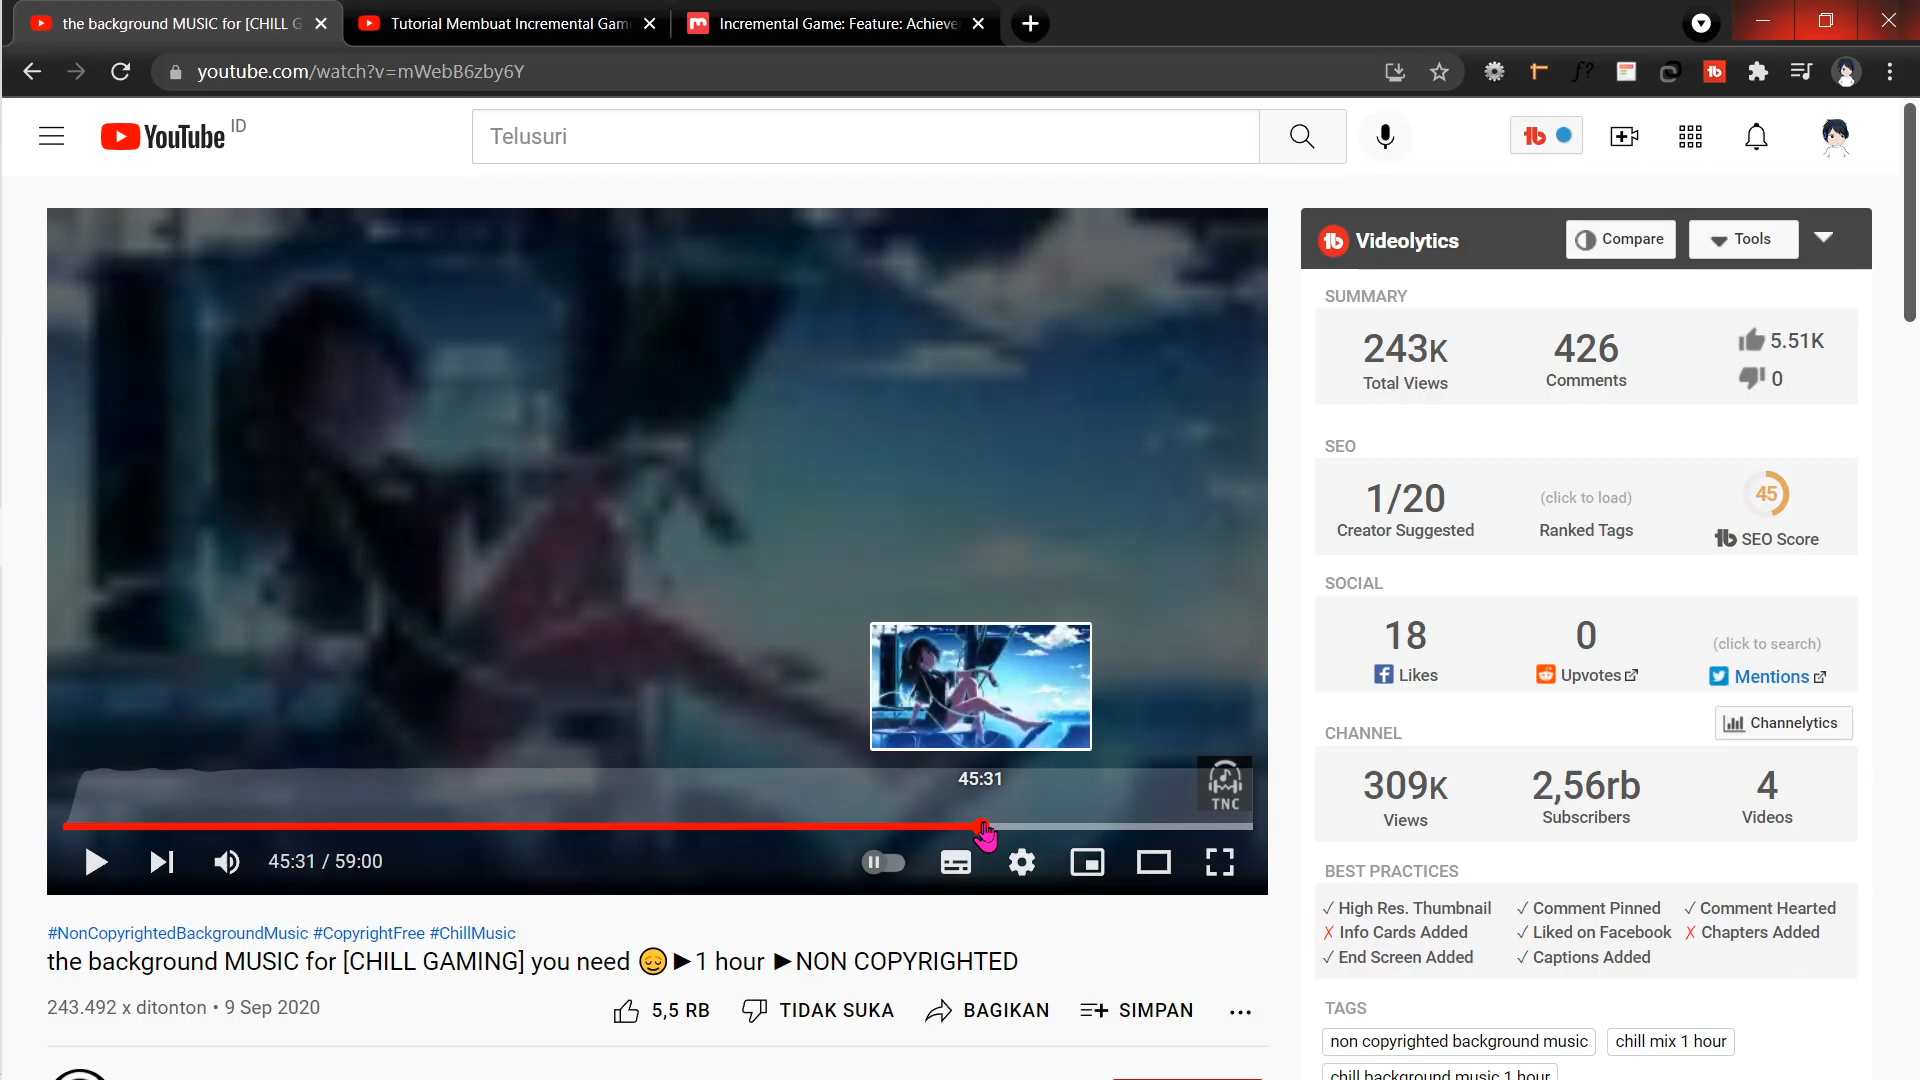 the background MUSIC for [CHILL G
Tutorial Membuat Incremental Gam
Incremental Game: Feature: Achieve
youtube.com/watch?v=mWebB6zby6Y
YouTube ID
Telusuri
45:31
TNC
45:31 / 59:00
#NonCopyrightedBackgroundMusic #CopyrightFree #ChillMusic
the background MUSIC for [CHILL GAMING] you need 😌►1 hour ►NON COPYRIGHTED
243.492 x ditonton • 9 Sep 2020
5,5 RB
TIDAK SUKA
BAGIKAN
SIMPAN
Videolytics
Compare
Tools
SUMMARY
243K
Total Views
426
Comments
5.51K
0
SEO
1/20
Creator Suggested
(click to load)
Ranked Tags
45
SEO Score
SOCIAL
18
Likes
0
Upvotes
(click to search)
Mentions
Channelytics
CHANNEL
309K
Views
2,56rb
Subscribers
4
Videos
BEST PRACTICES
✓ High Res. Thumbnail ✓ Comment Pinned ✓ Comment Hearted
X Info Cards Added ✓ Liked on Facebook X Chapters Added
✓ End Screen Added ✓ Captions Added
TAGS
non copyrighted background music
chill mix 1 hour
chill background music 1 hour